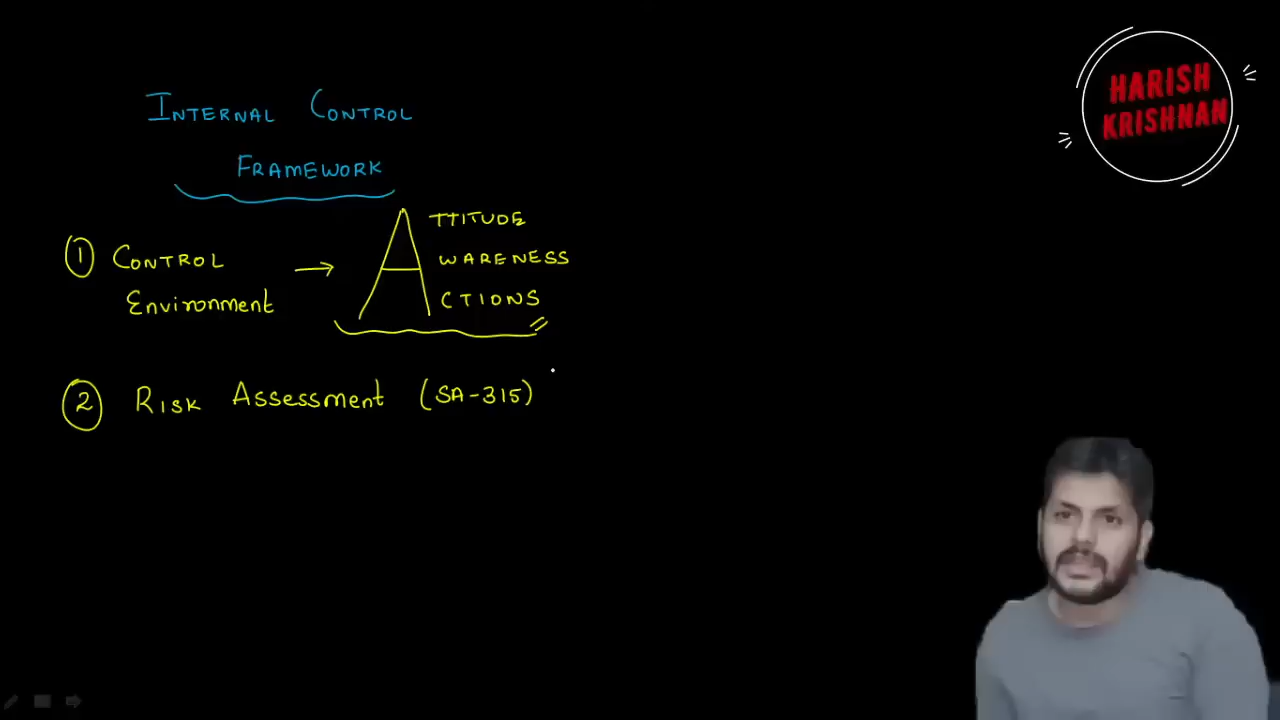 INTERNAL CONTROL
FRAMEWORK
1 CONTROL Environment → ATTITUDE
AWARENESS
ACTIONS
2 RISK ASSESSMENT (SA-315)
HARISH
KRISHNAN